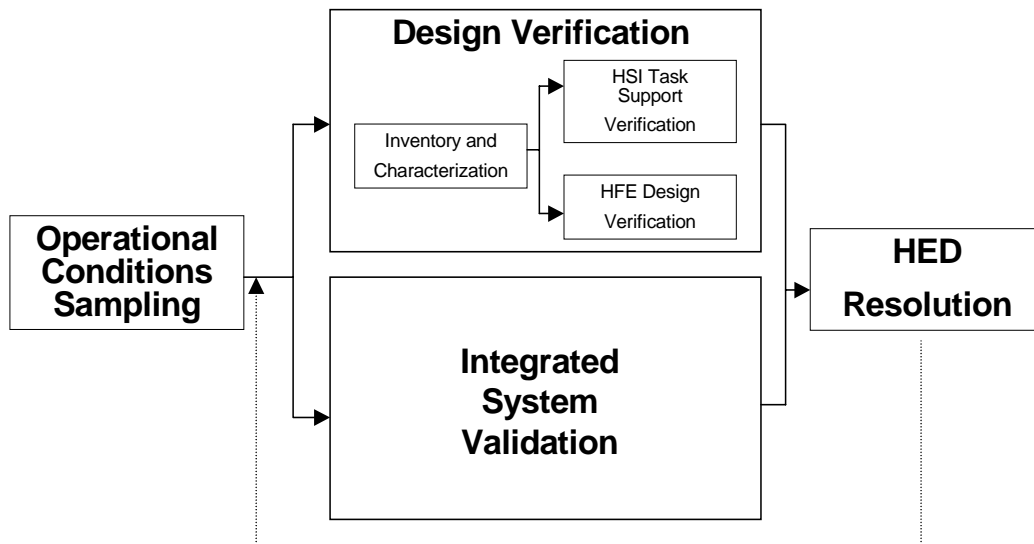 Design Verification
HSI Task
Support
Verification
Inventory and
Characterization
HFE Design
Verification
Operational
Conditions
Sampling
HED
Resolution
Integrated
System
Validation